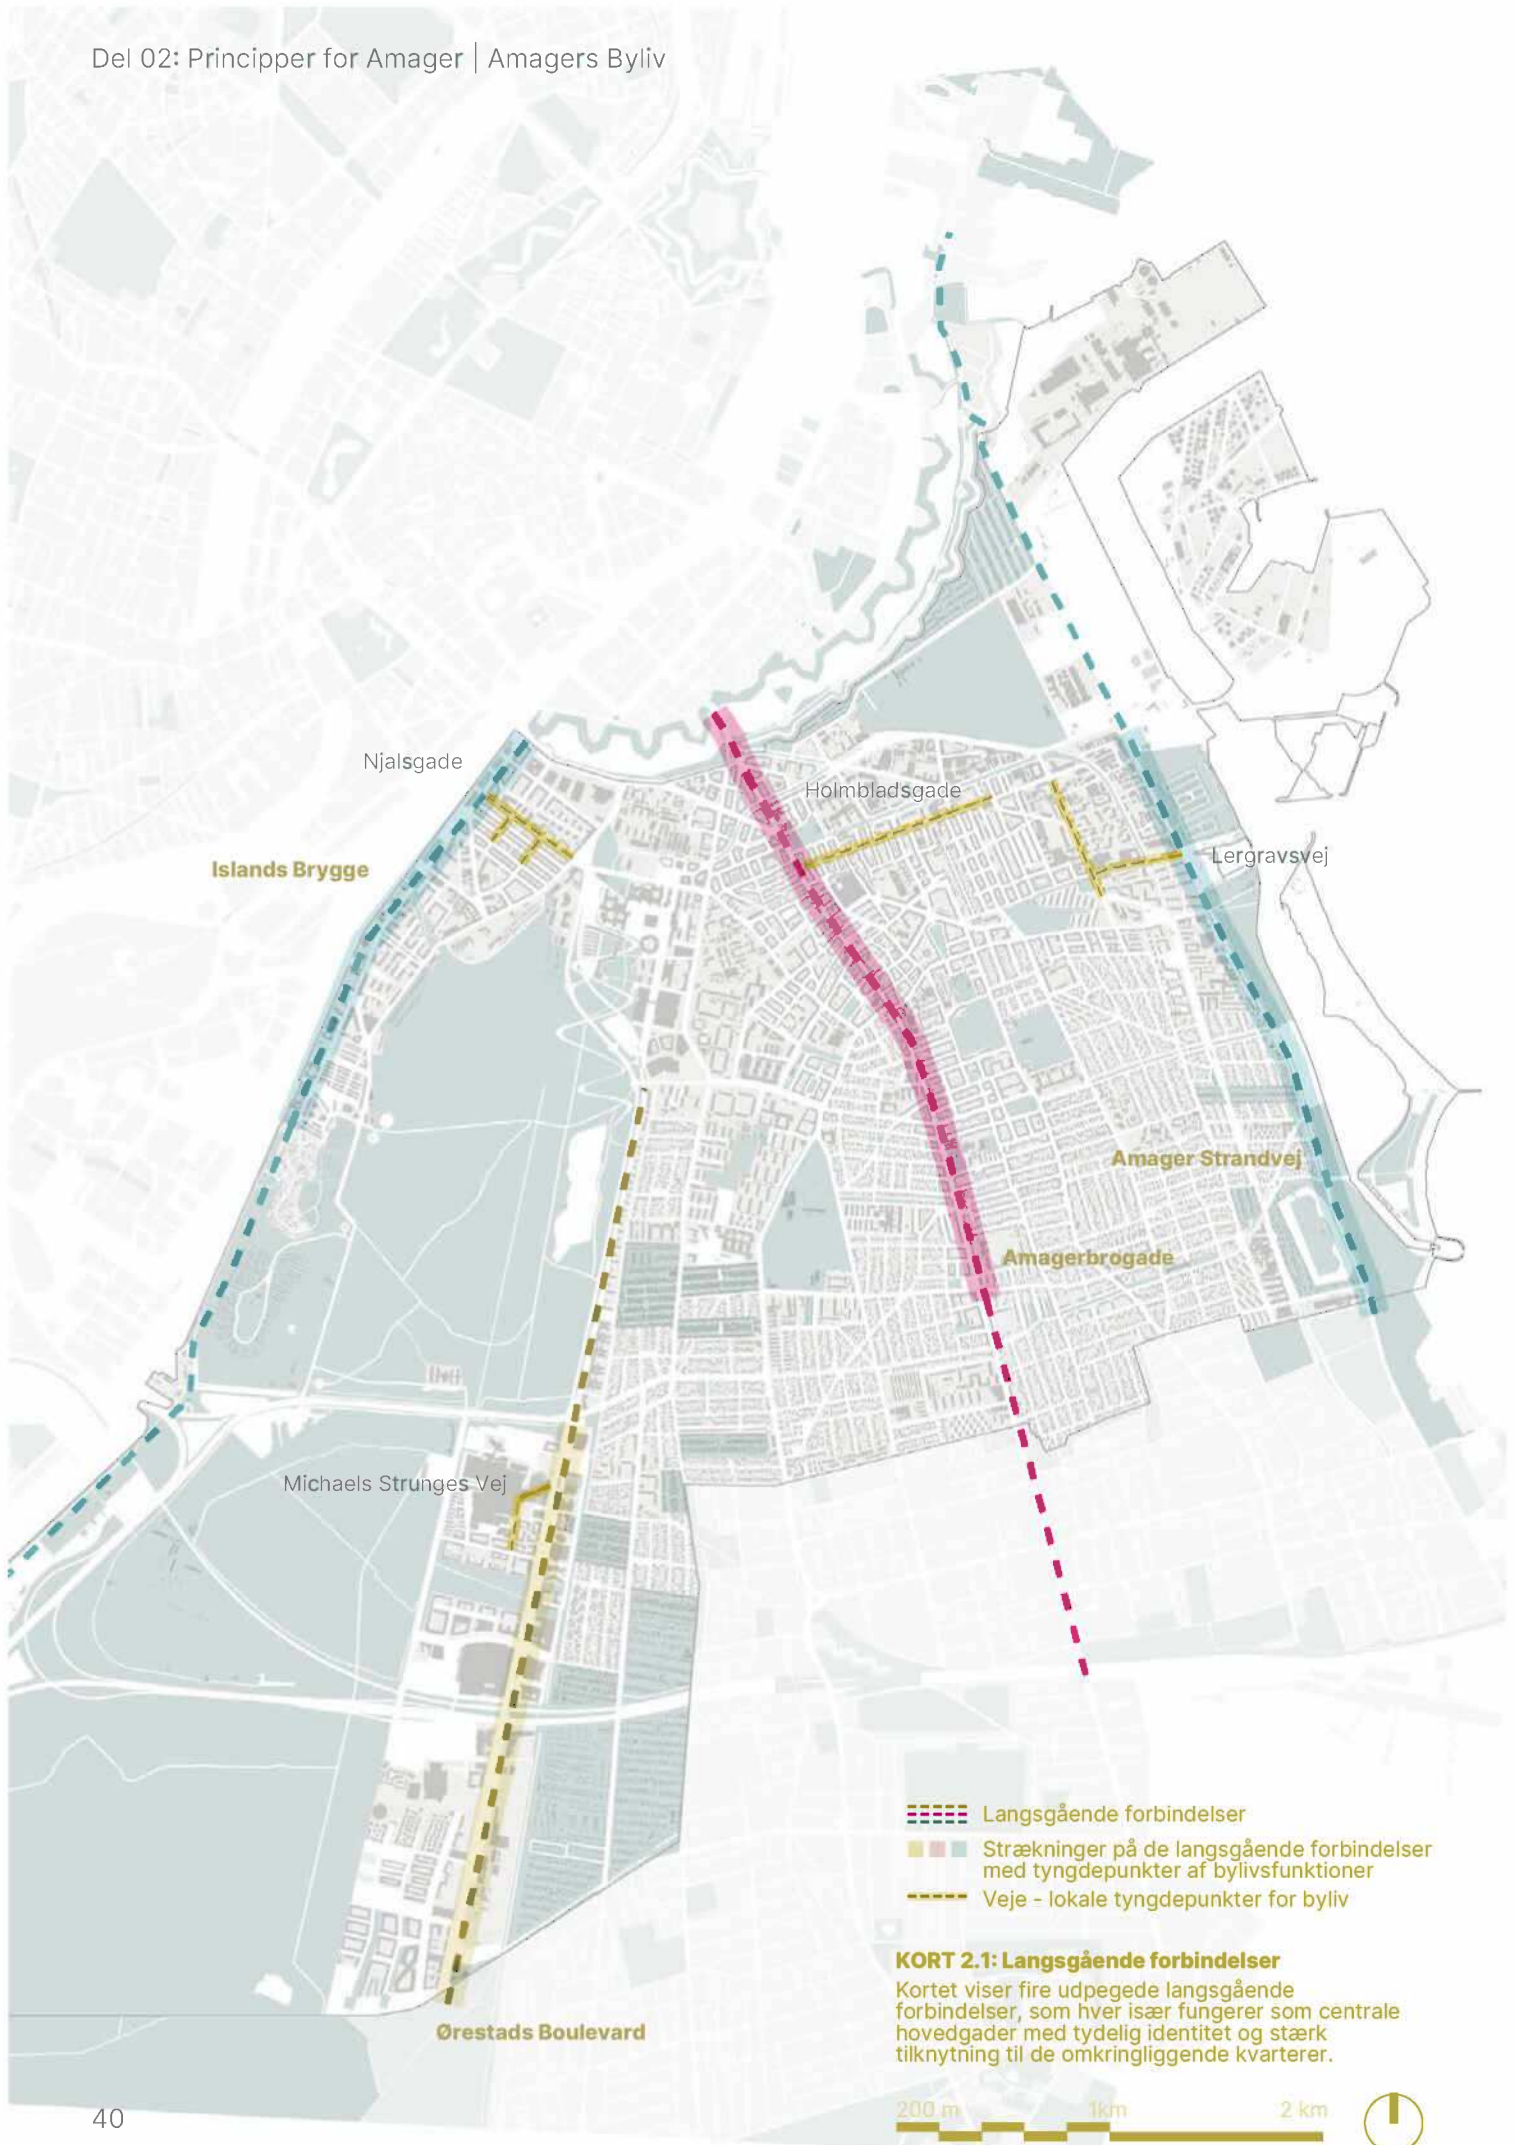 Del 02: Principper for Amager | Amagers Byliv
Njalsgade
Holmbladsgade
Islands Brygge
Lergravsvej
Amager Strandvej
Amagerbrogade
Michaels Strunges Vej
Langsgående forbindelser
Strækninger på de langsgående forbindelser
med tyngdepunkter af bylivsfunktioner
Veje - lokale tyngdepunkter for byliv
KORT 2.1: Langsgående forbindelser
Kortet viser fire udpegede langsgående
forbindelser, som hver især fungerer som centrale
hovedgader med tydelig identitet og stærk
tilknytning til de omkringliggende kvarterer.
Ørestads Boulevard
40
200 m 1km 2 km